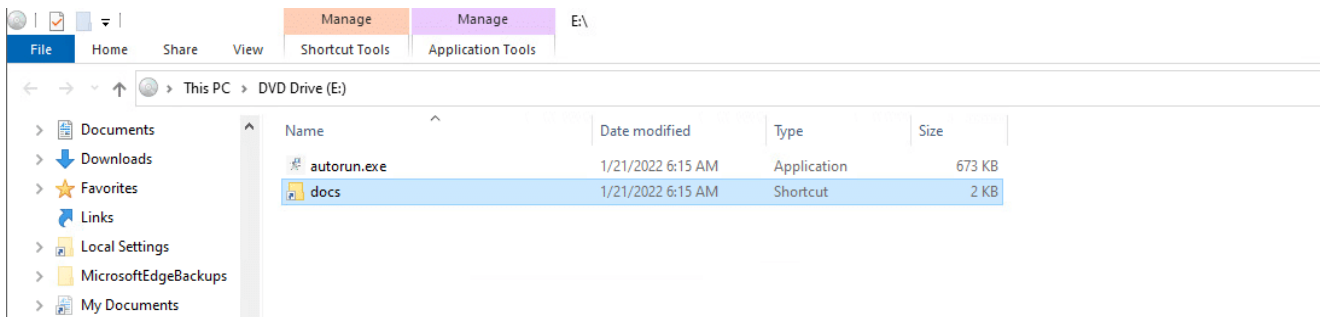 Manage Manage E:\
File Home Share View Shortcut Tools Application Tools
This PC DVD Drive (E:)
Documents Name Date modified Type Size
Downloads autorun.exe 1/21/2022 6:15 AM Application 673 KB
Favorites docs 1/21/2022 6:15 AM Shortcut 2 KB
Links
Local Settings
MicrosoftEdgeBackups
My Documents